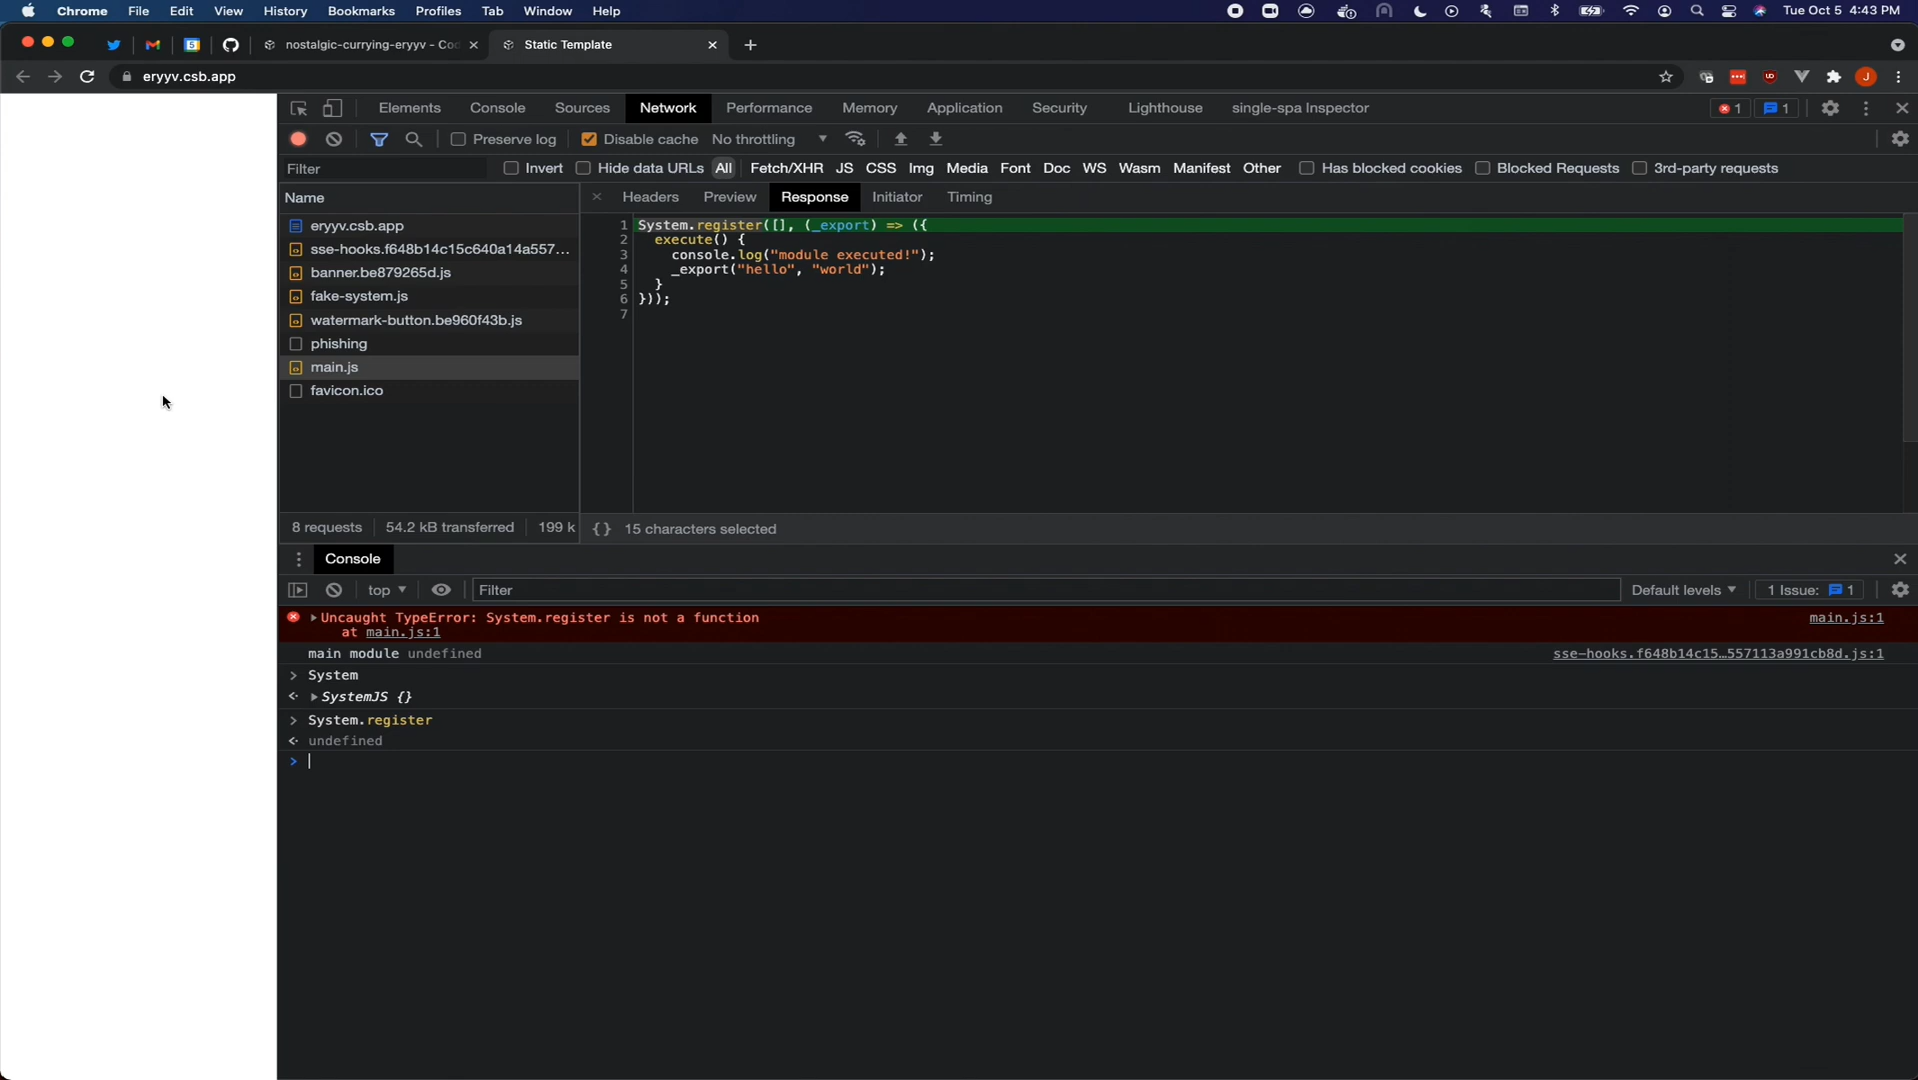 Chrome File Edit View History Bookmarks Profiles Tab Window Help Tue Oct 5 4:43 PM
5 nostalgic-currying-eryyv - Co Static Template
eryyv.csb.app UD J
Elements Console Sources Network Performance Memory Application Security Lighthouse single-spa Inspector 1 1
Preserve log Disable cache No throttling
Filter Invert Hide data URLs All Fetch/XHR JS CSS Img Media Font Doc WS Wasm Manifest Other Has blocked cookies Blocked Requests 3rd-party requests
Name Headers Preview Response Initiator Timing
eryyv.csb.app
sse-hooks.f648b14c15c640a14a557...
banner.be879265d.js
fake-system.js
watermark-button.be960f43b.js
phishing
main.js
favicon.ico
1 System.register([], (_export) => ({
2 execute() {
3 console.log("module executed!");
4 _export("hello", "world");
5 }
6 }));
7
8 requests 54.2 kB transferred 199 k {} 15 characters selected
Console
top Filter Default levels 1 Issue: 1
Uncaught TypeError: System.register is not a function main.js:1
at main.js:1
main module undefined sse-hooks.f648b14c15…557113a991cb8d.js:1
> System
SystemJS {}
> System.register
undefined
>